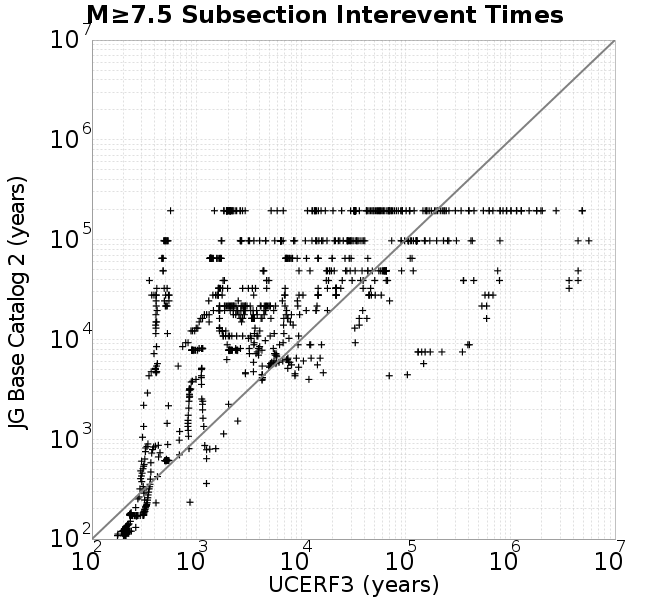 M≥7.5 Subsection Interevent Times
JG Base Catalog 2 (years)
10^7
10^6
10^5
10^4
10^3
10^2
10^2 10^3 10^4 10^5 10^6 10^7
UCERF3 (years)